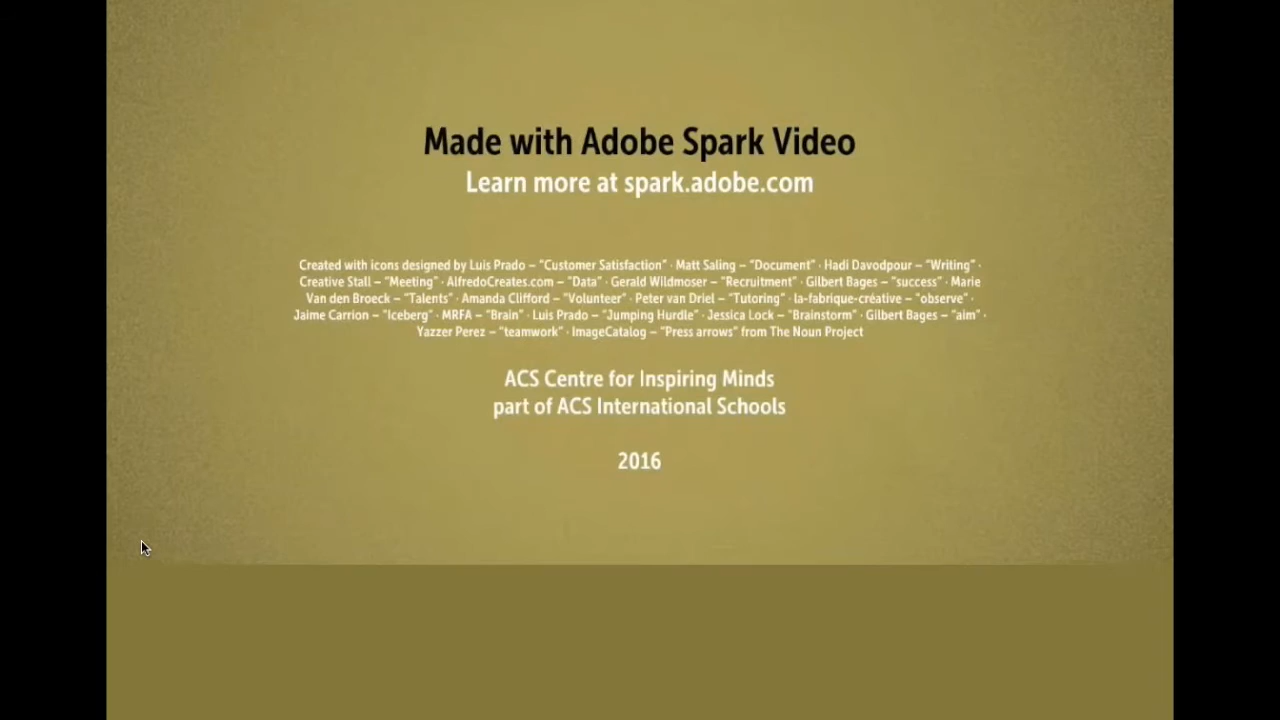 Made with Adobe Spark Video
Learn more at spark.adobe.com
Created with icons designed by Luis Prado – "Customer Satisfaction" · Matt Saling – "Document" · Hadi Davodpour – "Writing" ·
Creative Stall – "Meeting" · AlfredoCreates.com – "Data" · Gerald Wildmoser – "Recruitment" · Gilbert Bages – "success" · Marie
Van den Broeck – "Talents" · Amanda Clifford – "Volunteer" · Peter van Driel – "Tutoring" · la-fabrique-créative – "observe" ·
Jaime Carrion – "Iceberg" · MRFA – "Brain" · Luis Prado – "Jumping Hurdle" · Jessica Lock – "Brainstorm" · Gilbert Bages – "aim" ·
Yazzer Perez – "teamwork" · ImageCatalog – "Press arrows" from The Noun Project
ACS Centre for Inspiring Minds
part of ACS International Schools
2016